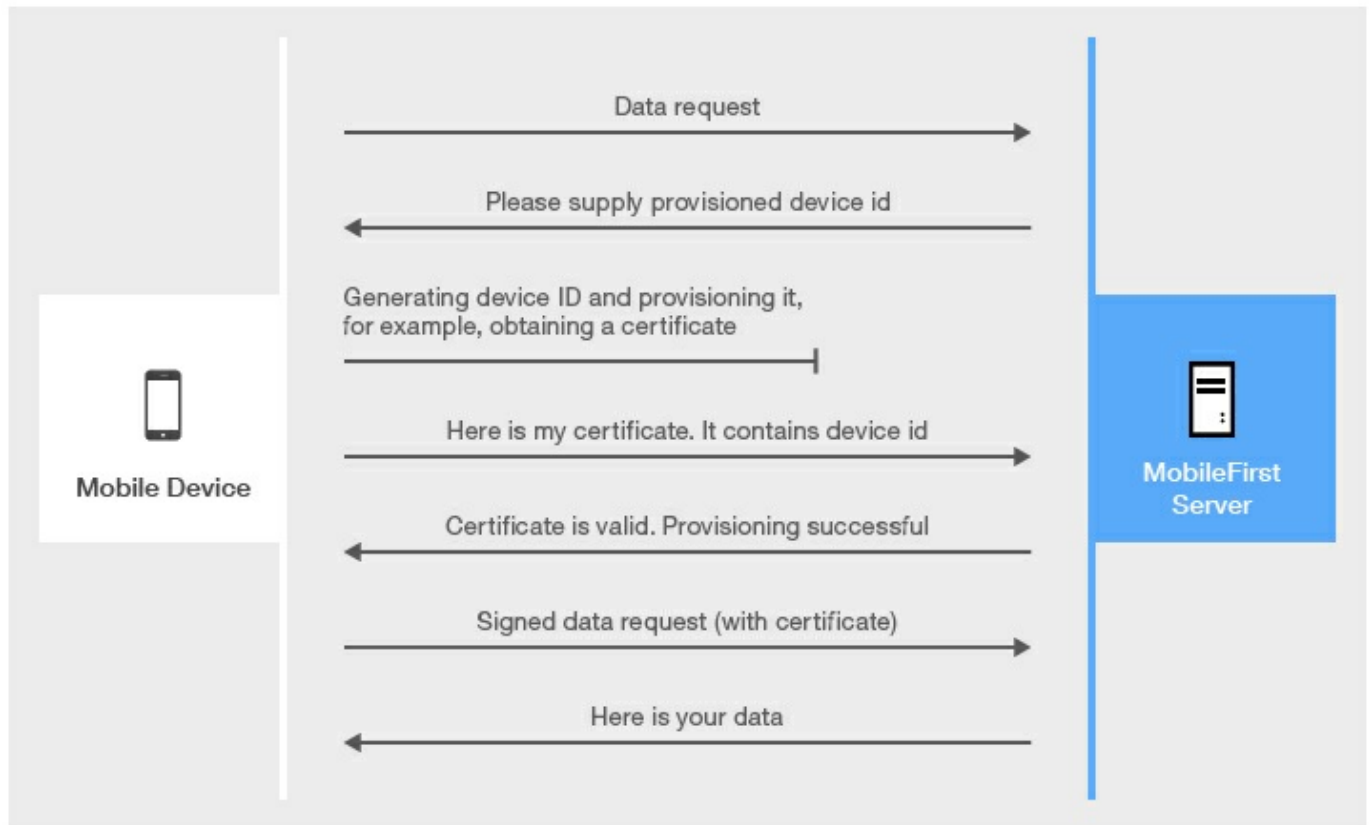 Data request
Please supply provisioned device id
Generating device ID and provisioning it,
for example, obtaining a certificate
Here is my certificate. It contains device id
Mobile Device
MobileFirst
Server
Certificate is valid. Provisioning successful
Signed data request (with certificate)
Here is your data